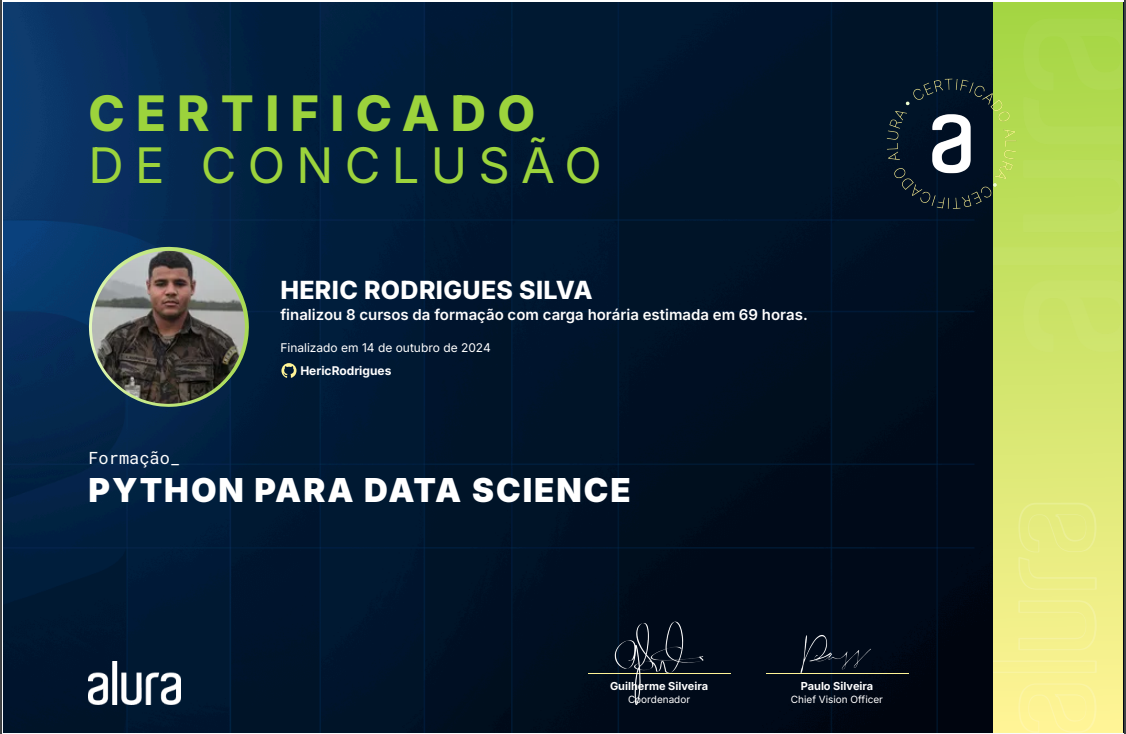 CERTIFICADO
DE CONCLUSÃO
CERTIFICADO ALURA • CERTIFICADO ALURA •
a
HERIC RODRIGUES SILVA
finalizou 8 cursos da formação com carga horária estimada em 69 horas.
Finalizado em 14 de outubro de 2024
HericRodrigues
Formação_
PYTHON PARA DATA SCIENCE
alura
Guilherme Silveira
Coordenador
Paulo Silveira
Chief Vision Officer
alura
alura